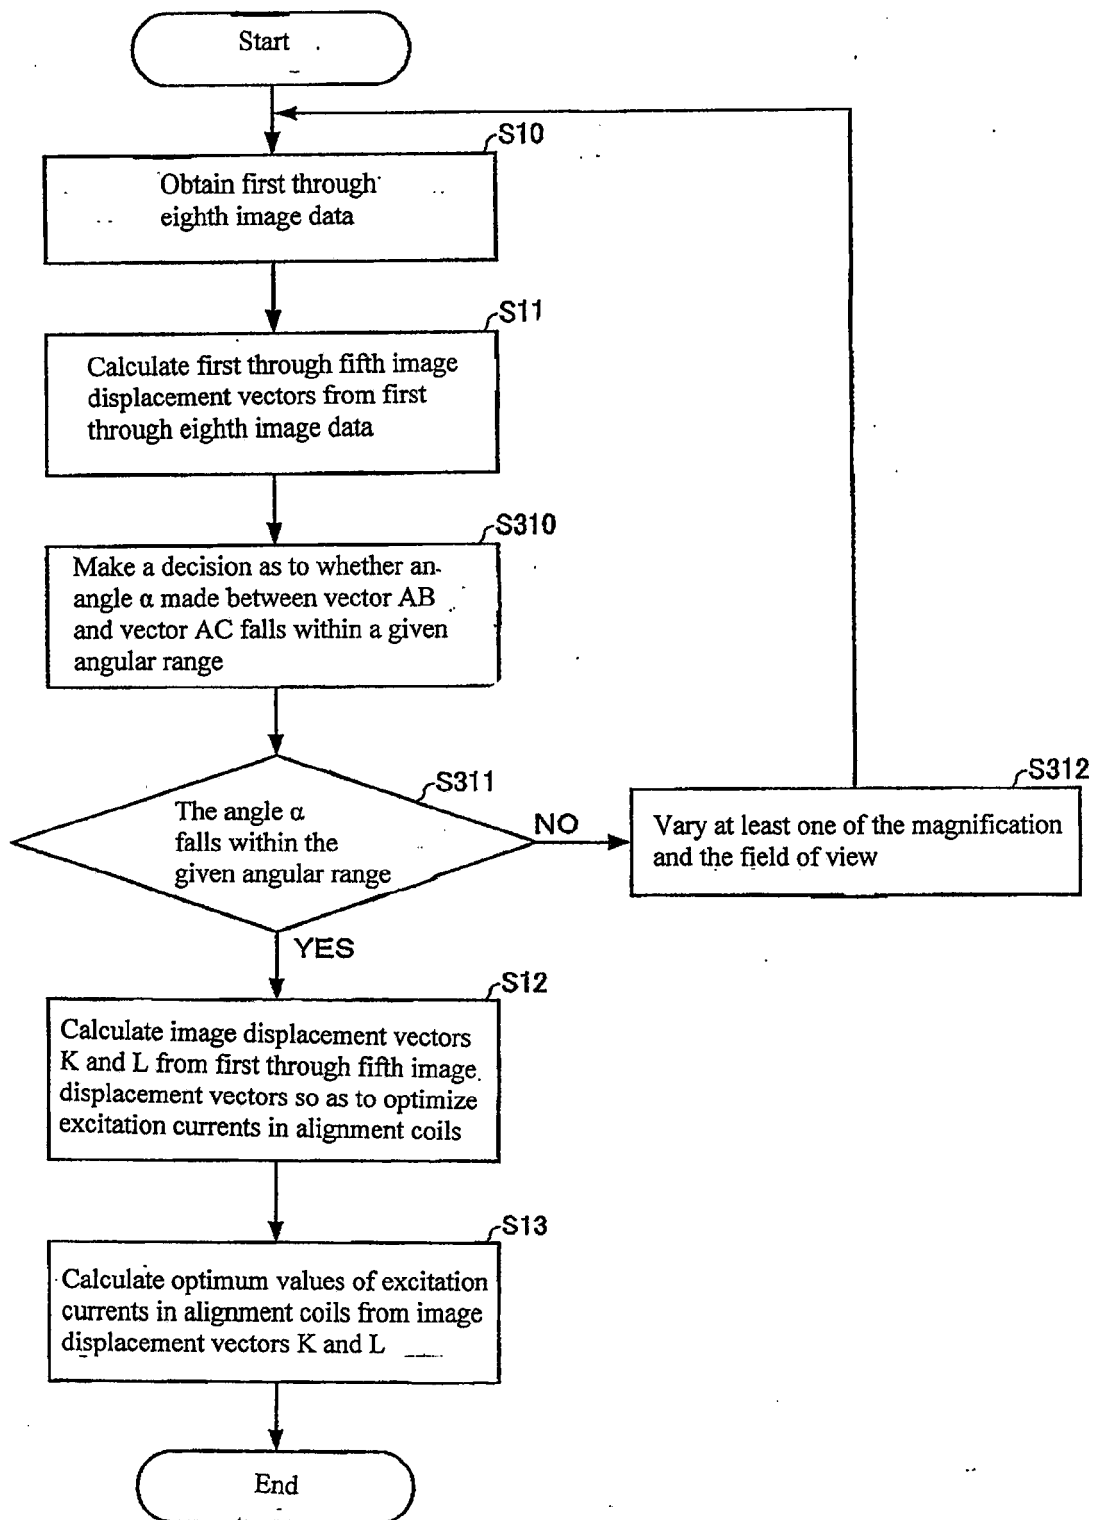 Start
S10
Obtain first through
eighth image data
S11
Calculate first through fifth image
displacement vectors from first
through eighth image data
S310
Make a decision as to whether an
angle α made between vector AB
and vector AC falls within a given
angular range
S311
The angle α
falls within the
given angular range
NO
S312
Vary at least one of the magnification
and the field of view
YES
S12
Calculate image displacement vectors
K and L from first through fifth image
displacement vectors so as to optimize
excitation currents in alignment coils
S13
Calculate optimum values of excitation
currents in alignment coils from image
displacement vectors K and L
End